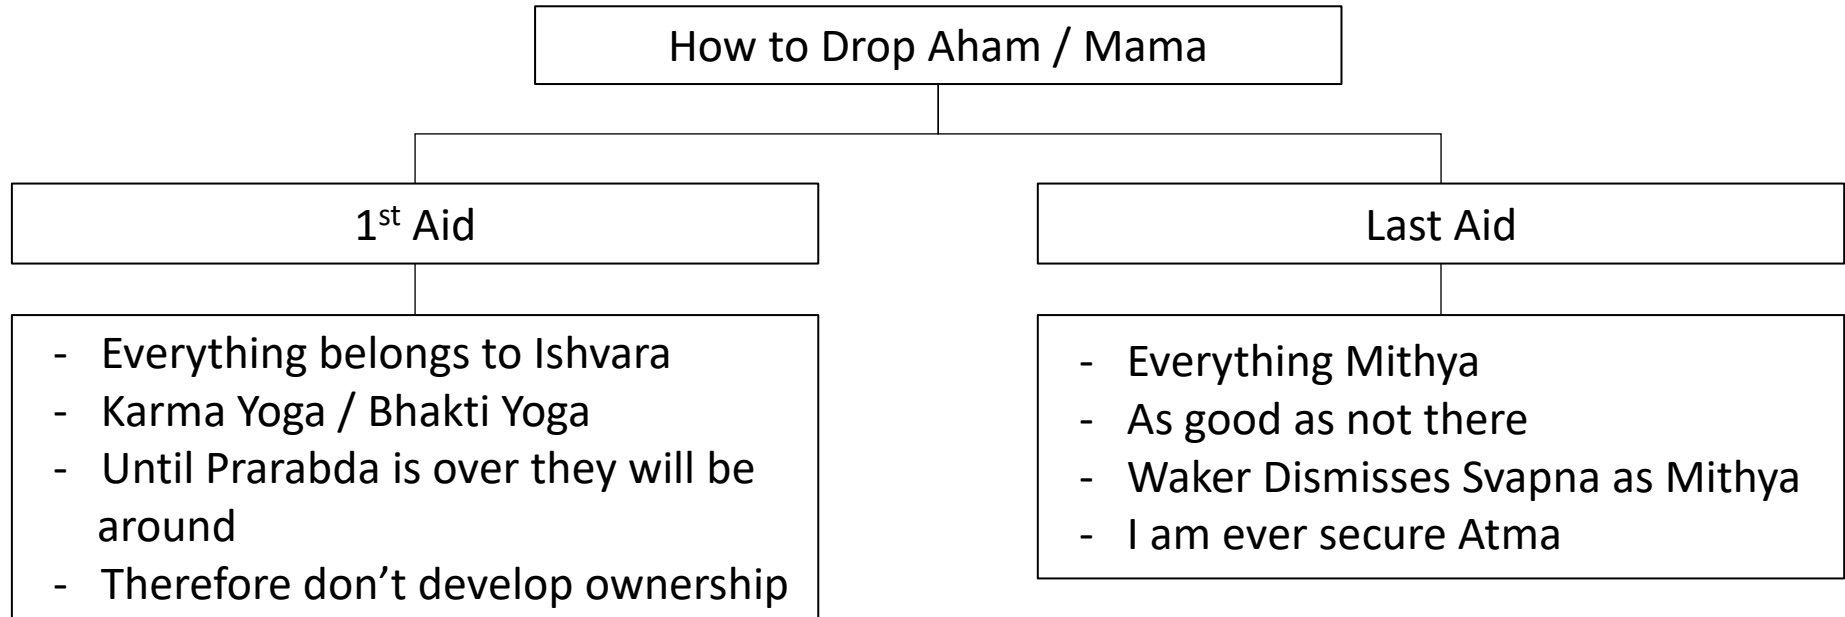 How to Drop Aham / Mama
1st Aid
Last Aid
- Everything belongs to Ishvara
- Karma Yoga / Bhakti Yoga
- Until Prarabda is over they will be
around
- Therefore don’t develop ownership
- Everything Mithya
- As good as not there
- Waker Dismisses Svapna as Mithya
- I am ever secure Atma